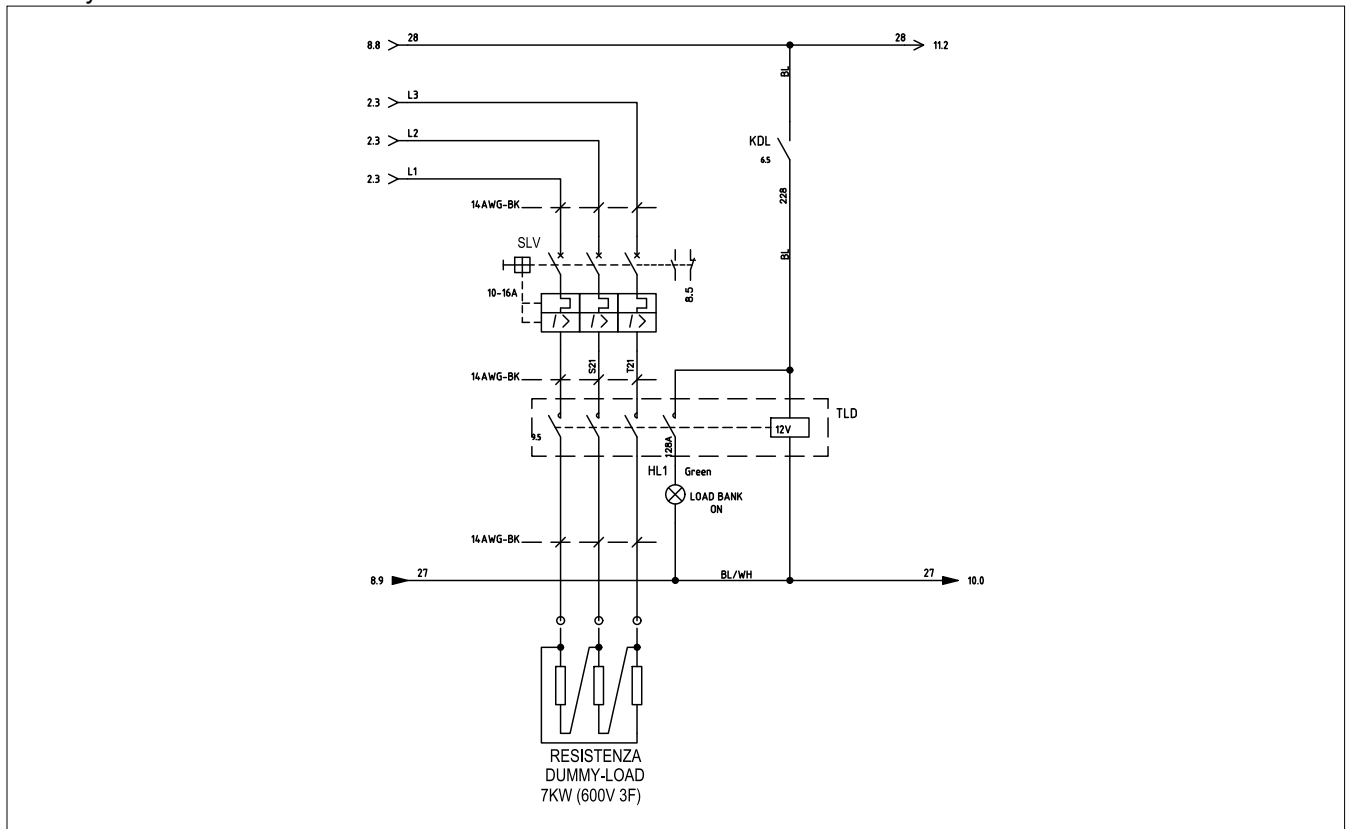 8.8 28 28 11.2
BL
2.3 L3
2.3 L2
KDL
6.5
2.3 L1
228
14AWG-BK
SLV
BL
10-16A
8.5
S21 T21
14AWG-BK
TLD
9.5
12V
128A
HL1 Green
LOAD BANK
ON
14AWG-BK
8.9 27 BL/WH 27 10.0
RESISTENZA
DUMMY-LOAD
7KW (600V 3F)